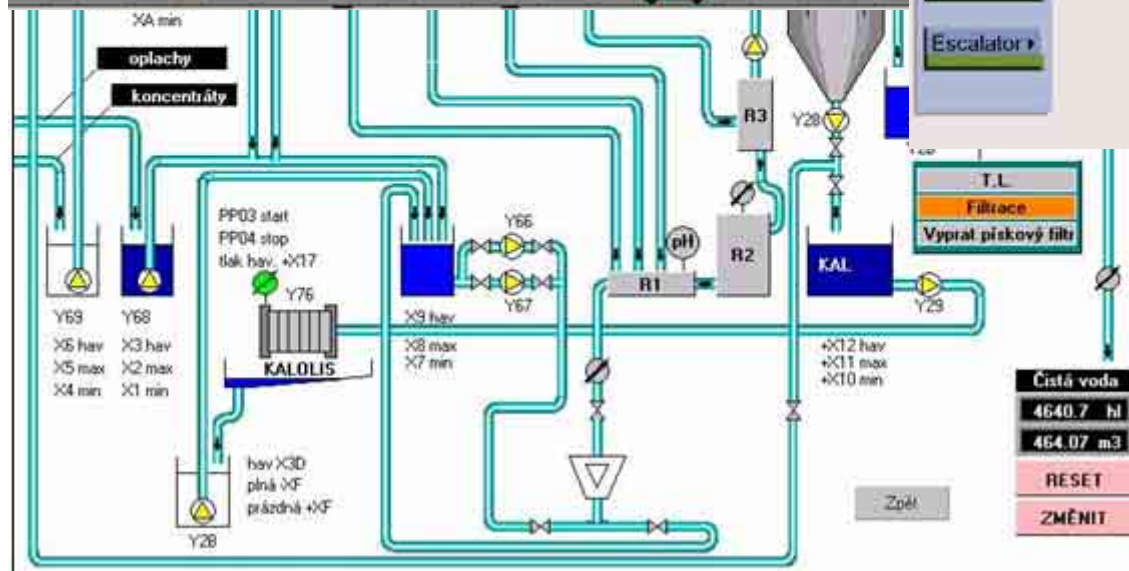 XA min
oplachy
koncentráty
Escalator
R3
Y28
T.L.
Filtrace
Vyprat pískový filtr
PP03 start
PP04 stop
tlak hav. +X17
Y76
Y66
Y67
pH
R1
R2
KAL
Y29
Y69
Y68
X6 hav
X5 max
X4 min
X3 hav
X2 max
X1 min
KALOLIS
X9 hav
X8 max
X7 min
+X12 hav
+X11 max
+X10 min
Čistá voda
4640.7 hl
464.07 m3
RESET
ZMĚNIT
hav X3D
plná -XF
prázdná +XF
Y2B
Zpět